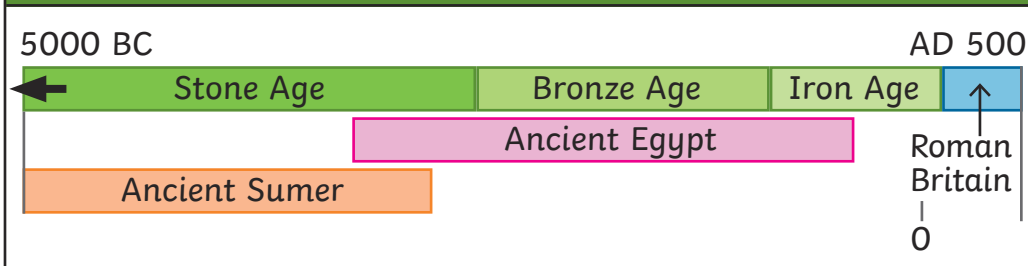 5000 BC AD 500
Stone Age Bronze Age Iron Age
Ancient Egypt
Roman
Britain
Ancient Sumer
0